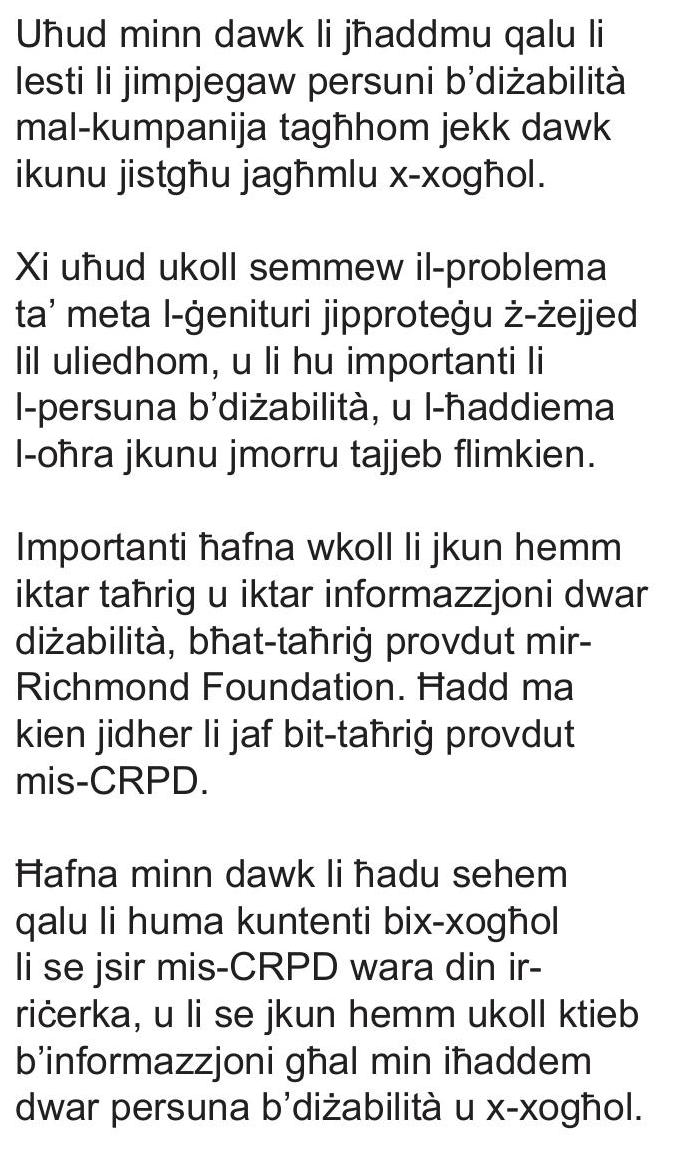 Uħud minn dawk li jħaddmu qalu li
lesti li jimpjegaw persuni b’diżabilità
mal-kumpanija tagħhom jekk dawk
ikunu jistgħu jagħmlu x-xogħol.

Xi uħud ukoll semmew il-problema
ta’ meta l-ġenituri jipproteġu ż-żejjed
lil uliedhom, u li hu importanti li
l-persuna b’diżabilità, u l-ħaddiema
l-oħra jkunu jmorru tajjeb flimkien.

Importanti ħafna wkoll li jkun hemm
iktar taħrig u iktar informazzjoni dwar
diżabilità, bħat-taħriġ provdut mir-
Richmond Foundation. Ħadd ma
kien jidher li jaf bit-taħriġ provdut
mis-CRPD.

Ħafna minn dawk li ħadu sehem
qalu li huma kuntenti bix-xogħol
li se jsir mis-CRPD wara din ir-
riċerka, u li se jkun hemm ukoll ktieb
b’informazzjoni għal min iħaddem
dwar persuna b’diżabilità u x-xogħol.